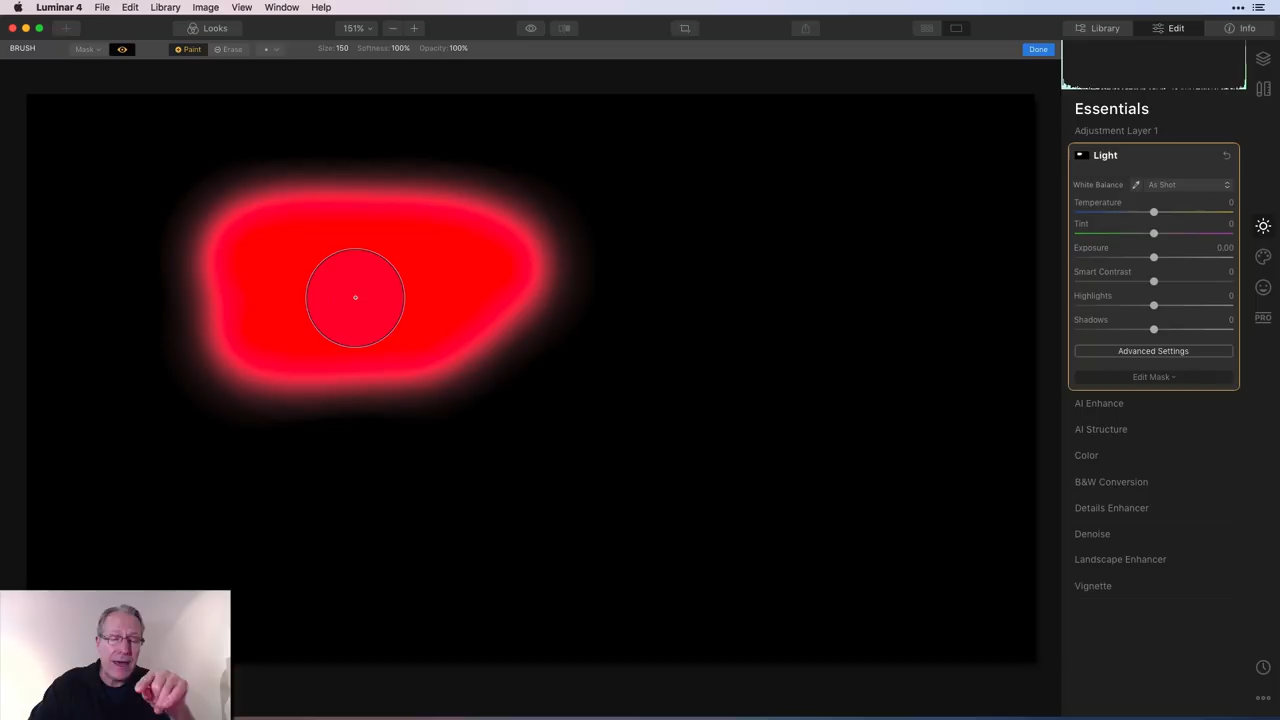 Luminar 4 File Edit Library Image View Window Help
Looks 151% Library Edit Info
BRUSH Mask Paint Erase Size: 150 Softness: 100% Opacity: 100% Done
Essentials
Adjustment Layer 1
Light
White Balance As Shot
Temperature 0
Tint 0
Exposure 0.00
Smart Contrast 0
Highlights 0
Shadows 0
PRO
Advanced Settings
Edit Mask
AI Enhance
AI Structure
Color
B&W Conversion
Details Enhancer
Denoise
Landscape Enhancer
Vignette